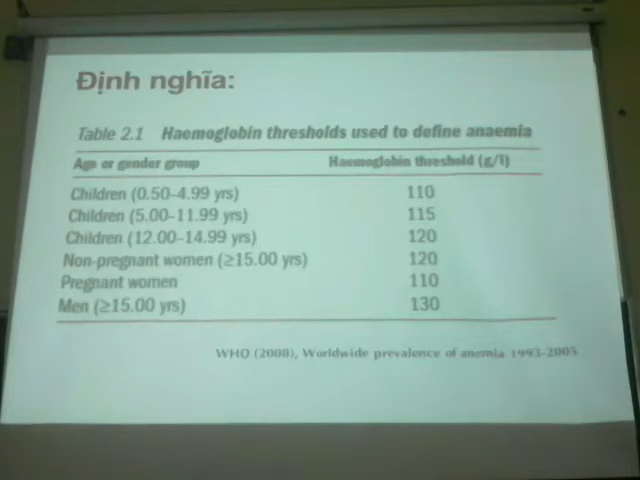 Định nghĩa:
Table 2.1 Haemoglobin thresholds used to define anaemia
Age or gender group Haemoglobin threshold (g/l)
Children (0.50–4.99 yrs) 110
Children (5.00–11.99 yrs) 115
Children (12.00–14.99 yrs) 120
Non-pregnant women (≥15.00 yrs) 120
Pregnant women 110
Men (≥15.00 yrs) 130
WHO (2008), Worldwide prevalence of anemia 1993-2005